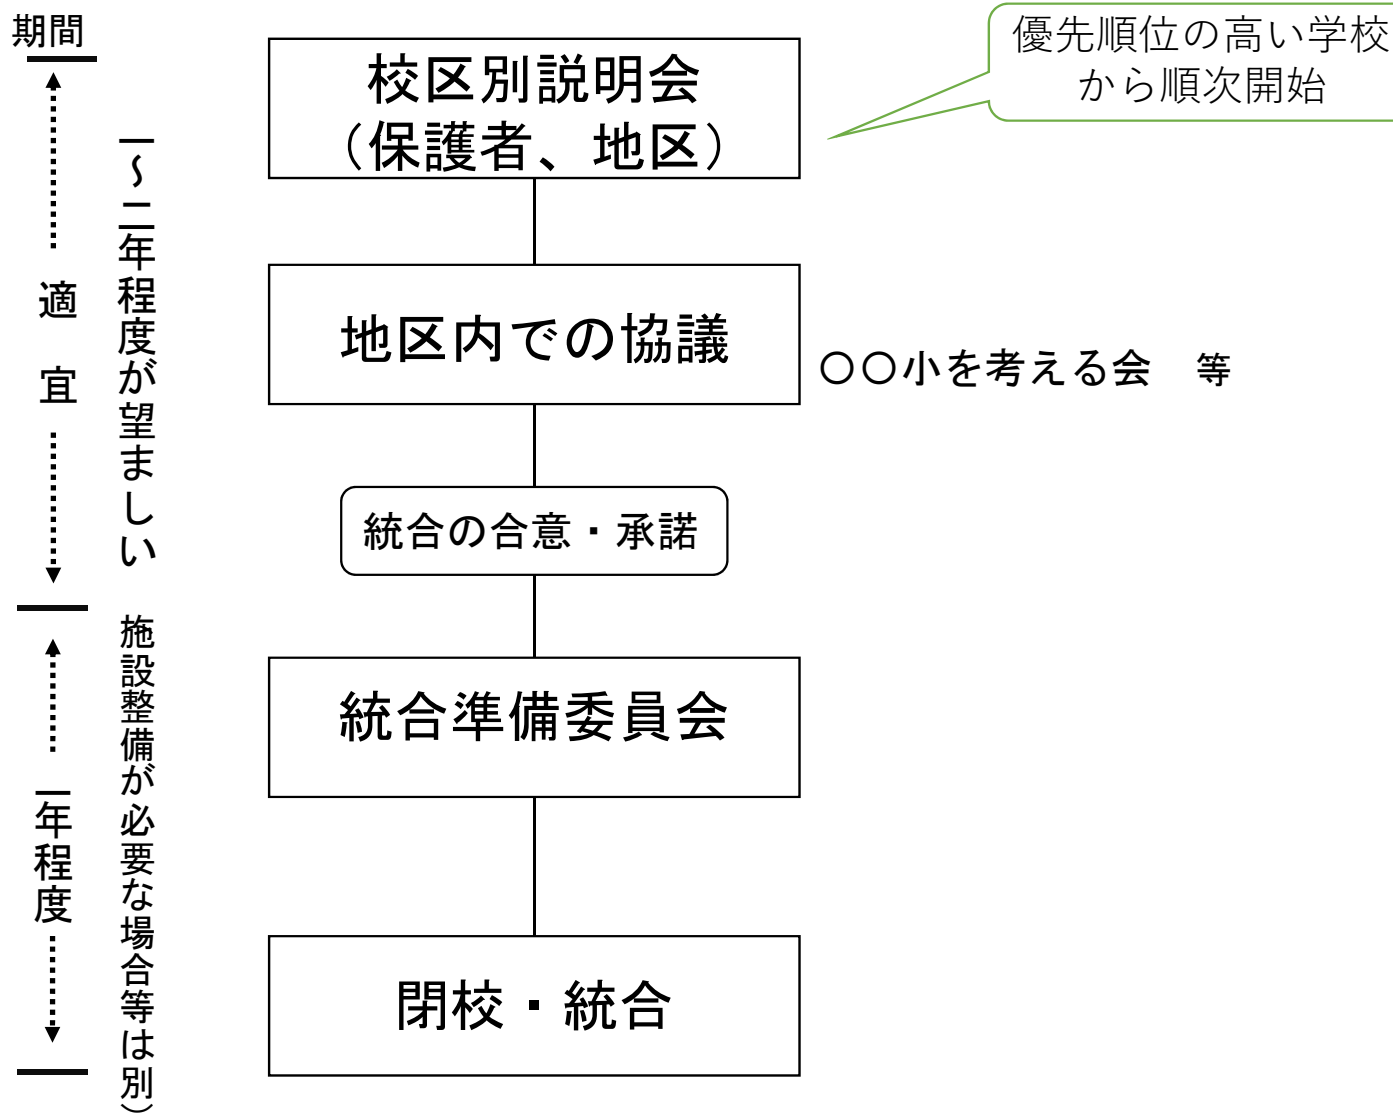 期間
校区別説明会
（保護者、地区）
優先順位の高い学校
から順次開始
適宜
一～二年程度が望ましい
地区内での協議
〇〇小を考える会　等
統合の合意・承諾
一年程度
施設整備が必要な場合等は別）
統合準備委員会
閉校・統合